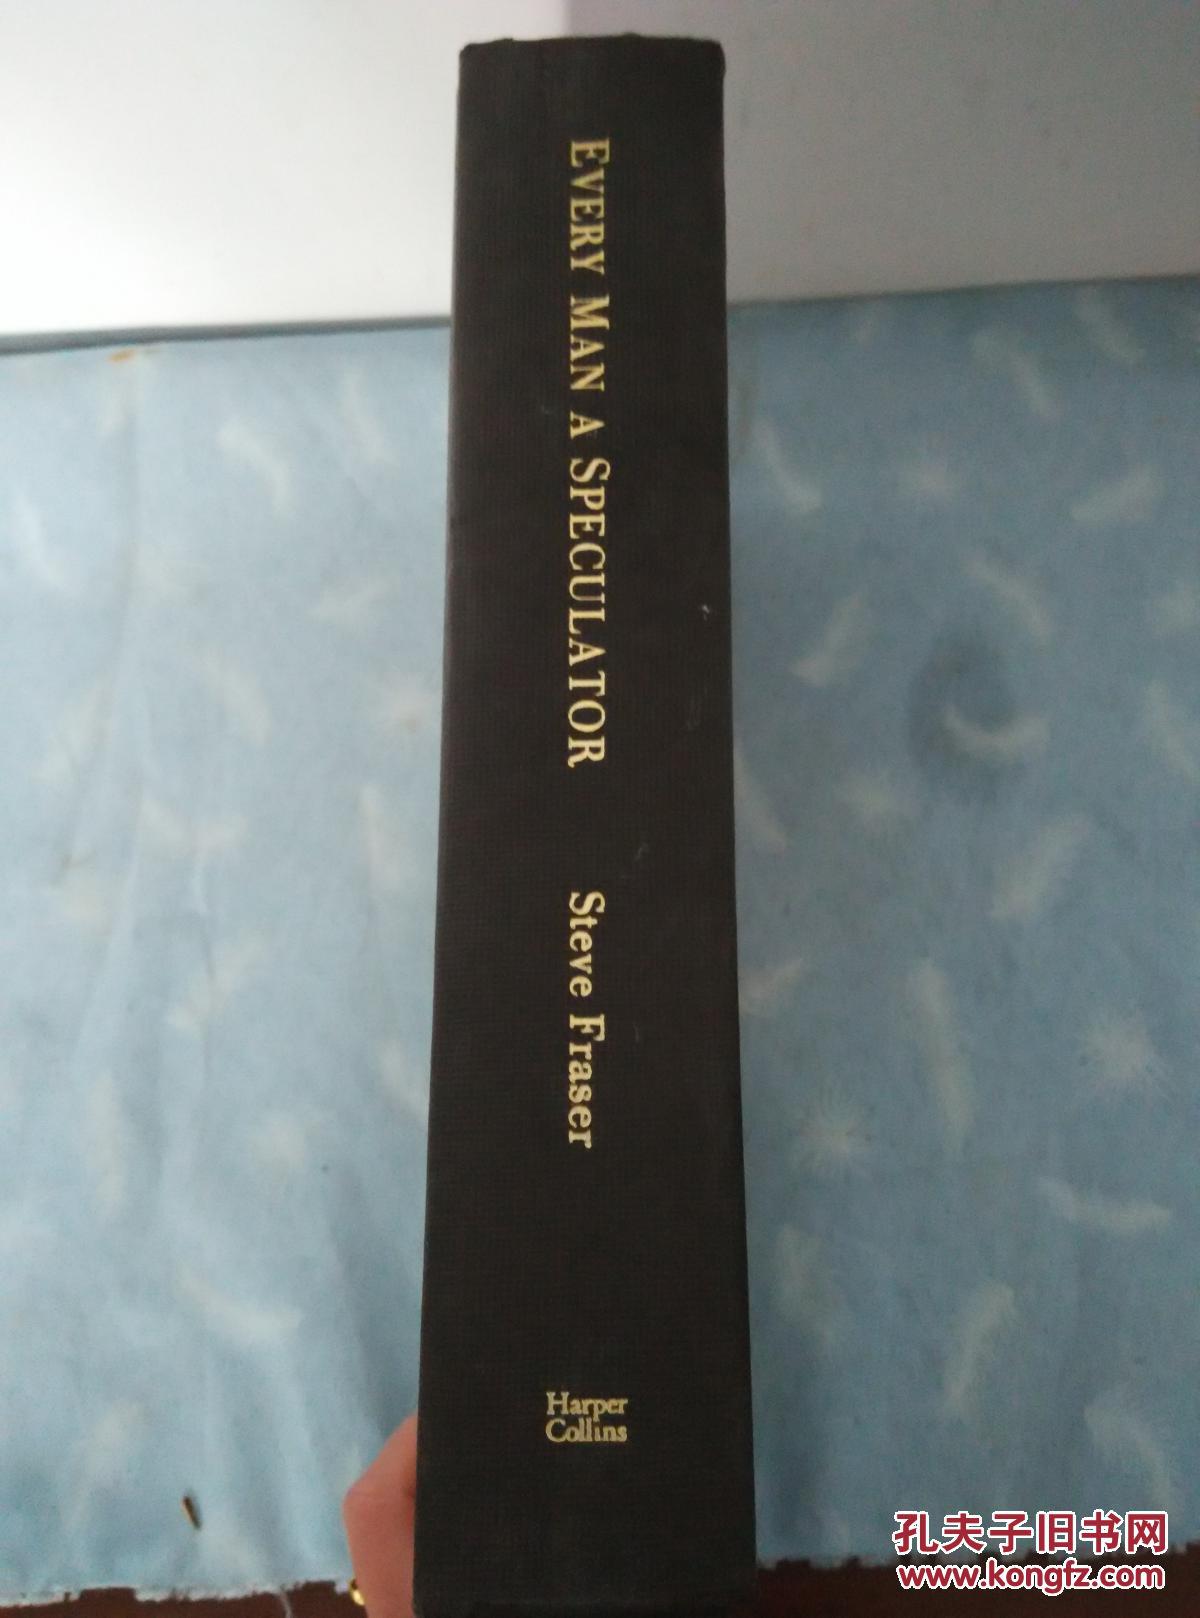 EVERY MAN A SPECULATOR
Steve Fraser
Harper
Collins
孔夫子旧书网
www.kongfz.com